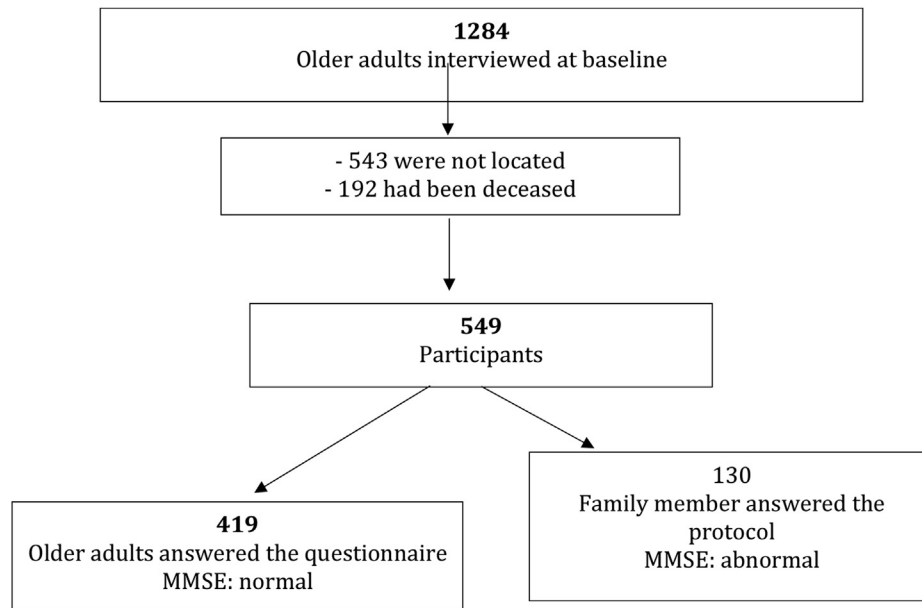 1284
Older adults interviewed at baseline
- 543 were not located
- 192 had been deceased
549
Participants
419
Older adults answered the questionnaire
MMSE: normal
130
Family member answered the
protocol
MMSE: abnormal